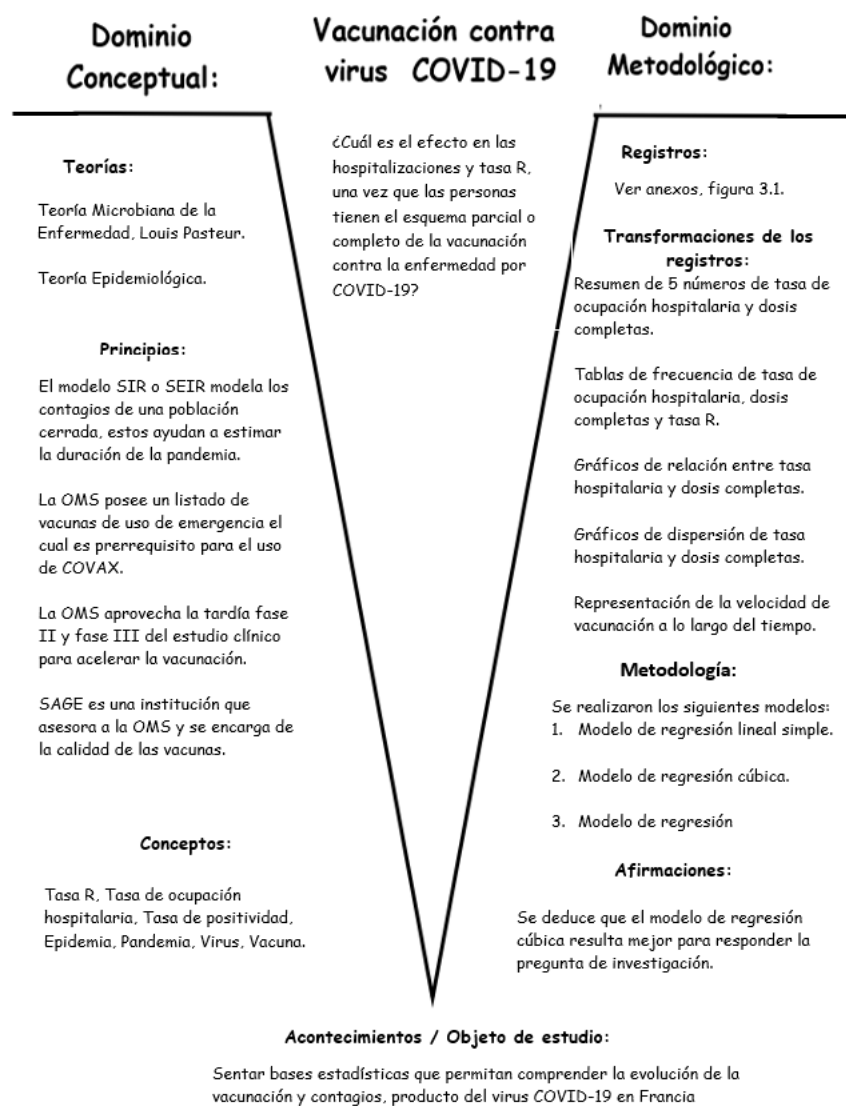 Dominio
Conceptual:
Vacunación contra
virus COVID-19
Dominio
Metodológico:
¿Cuál es el efecto en las
hospitalizaciones y tasa R,
una vez que las personas
tienen el esquema parcial o
completo de la vacunación
contra la enfermedad por
COVID-19?
Teorías:
Teoría Microbiana de la
Enfermedad, Louis Pasteur.
Teoría Epidemiológica.
Principios:
El modelo SIR o SEIR modela los
contagios de una población
cerrada, estos ayudan a estimar
la duración de la pandemia.
La OMS posee un listado de
vacunas de uso de emergencia el
cual es prerrequisito para el uso
de COVAX.
La OMS aprovecha la tardía fase
II y fase III del estudio clínico
para acelerar la vacunación.
SAGE es una institución que
asesora a la OMS y se encarga de
la calidad de las vacunas.
Conceptos:
Tasa R, Tasa de ocupación
hospitalaria, Tasa de positividad,
Epidemia, Pandemia, Virus, Vacuna.
Registros:
Ver anexos, figura 3.1.
Transformaciones de los
registros:
Resumen de 5 números de tasa de
ocupación hospitalaria y dosis
completas.
Tablas de frecuencia de tasa de
ocupación hospitalaria, dosis
completas y tasa R.
Gráficos de relación entre tasa
hospitalaria y dosis completas.
Gráficos de dispersión de tasa
hospitalaria y dosis completas.
Representación de la velocidad de
vacunación a lo largo del tiempo.
Metodología:
Se realizaron los siguientes modelos:
1. Modelo de regresión lineal simple.
2. Modelo de regresión cúbica.
3. Modelo de regresión
Afirmaciones:
Se deduce que el modelo de regresión
cúbica resulta mejor para responder la
pregunta de investigación.
Acontecimientos / Objeto de estudio:
Sentar bases estadísticas que permitan comprender la evolución de la
vacunación y contagios, producto del virus COVID-19 en Francia